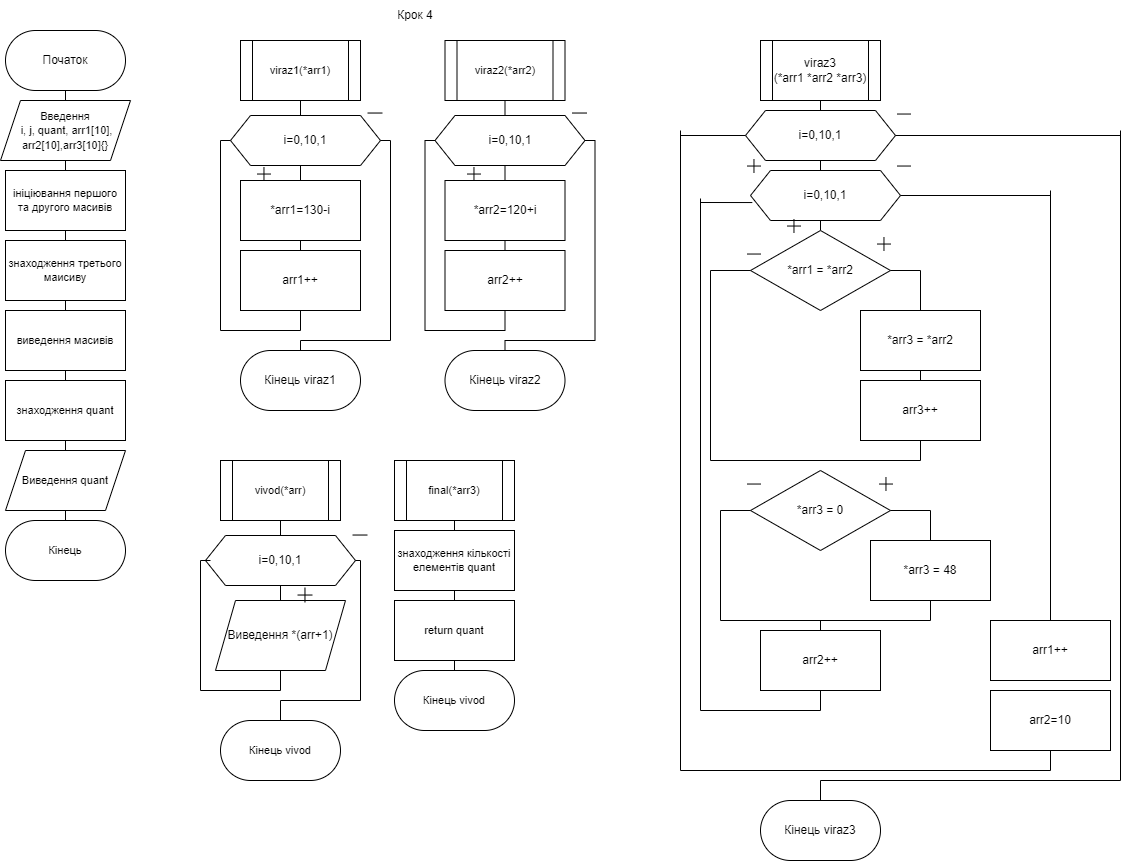 Крок 4
Початок
Введення
i, j, quant, arr1[10],
arr2[10],arr3[10]{}
ініціювання першого
та другого масивів
знаходження третього
маисиву
виведення масивів
знаходження quant
Виведення quant
Кінець
viraz1(*arr1)
i=0,10,1
*arr1=130-i
arr1++
Кінець viraz1
viraz2(*arr2)
i=0,10,1
*arr2=120+i
arr2++
Кінець viraz2
vivod(*arr)
i=0,10,1
Виведення *(arr+1)
Кінець vivod
final(*arr3)
знаходження кількості
елементів quant
return quant
Кінець vivod
viraz3
(*arr1 *arr2 *arr3)
i=0,10,1
i=0,10,1
*arr1 = *arr2
*arr3 = *arr2
arr3++
*arr3 = 0
*arr3 = 48
arr2++
arr1++
arr2=10
Кінець viraz3